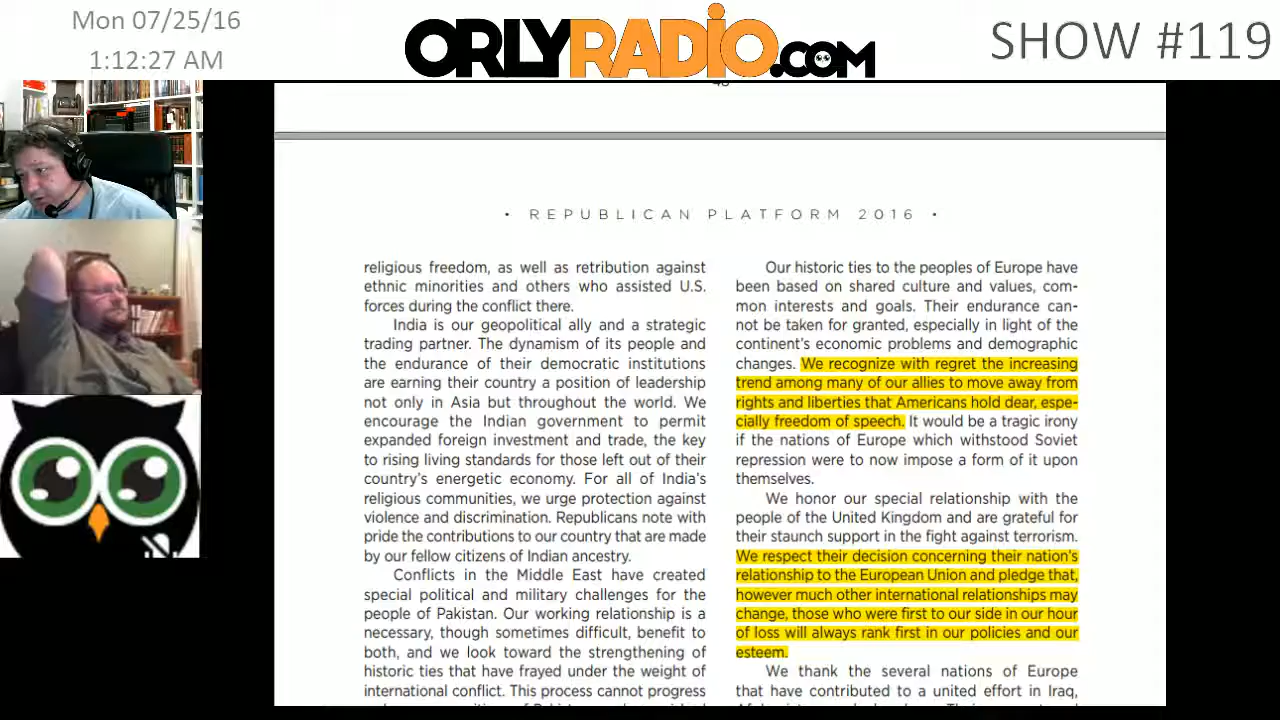 Mon 07/25/16
1:12:27 AM
ORLYRADIO.COM
SHOW #119
• REPUBLICAN PLATFORM 2016 •
religious freedom, as well as retribution against
ethnic minorities and others who assisted U.S.
forces during the conflict there.
India is our geopolitical ally and a strategic
trading partner. The dynamism of its people and
the endurance of their democratic institutions
are earning their country a position of leadership
not only in Asia but throughout the world. We
encourage the Indian government to permit
expanded foreign investment and trade, the key
to rising living standards for those left out of their
country's energetic economy. For all of India's
religious communities, we urge protection against
violence and discrimination. Republicans note with
pride the contributions to our country that are made
by our fellow citizens of Indian ancestry.
Conflicts in the Middle East have created
special political and military challenges for the
people of Pakistan. Our working relationship is a
necessary, though sometimes difficult, benefit to
both, and we look toward the strengthening of
historic ties that have frayed under the weight of
international conflict. This process cannot progress
Our historic ties to the peoples of Europe have
been based on shared culture and values, com-
mon interests and goals. Their endurance can-
not be taken for granted, especially in light of the
continent's economic problems and demographic
changes. We recognize with regret the increasing
trend among many of our allies to move away from
rights and liberties that Americans hold dear, espe-
cially freedom of speech. It would be a tragic irony
if the nations of Europe which withstood Soviet
repression were to now impose a form of it upon
themselves.
We honor our special relationship with the
people of the United Kingdom and are grateful for
their staunch support in the fight against terrorism.
We respect their decision concerning their nation's
relationship to the European Union and pledge that,
however much other international relationships may
change, those who were first to our side in our hour
of loss will always rank first in our policies and our
esteem.
We thank the several nations of Europe
that have contributed to a united effort in Iraq,